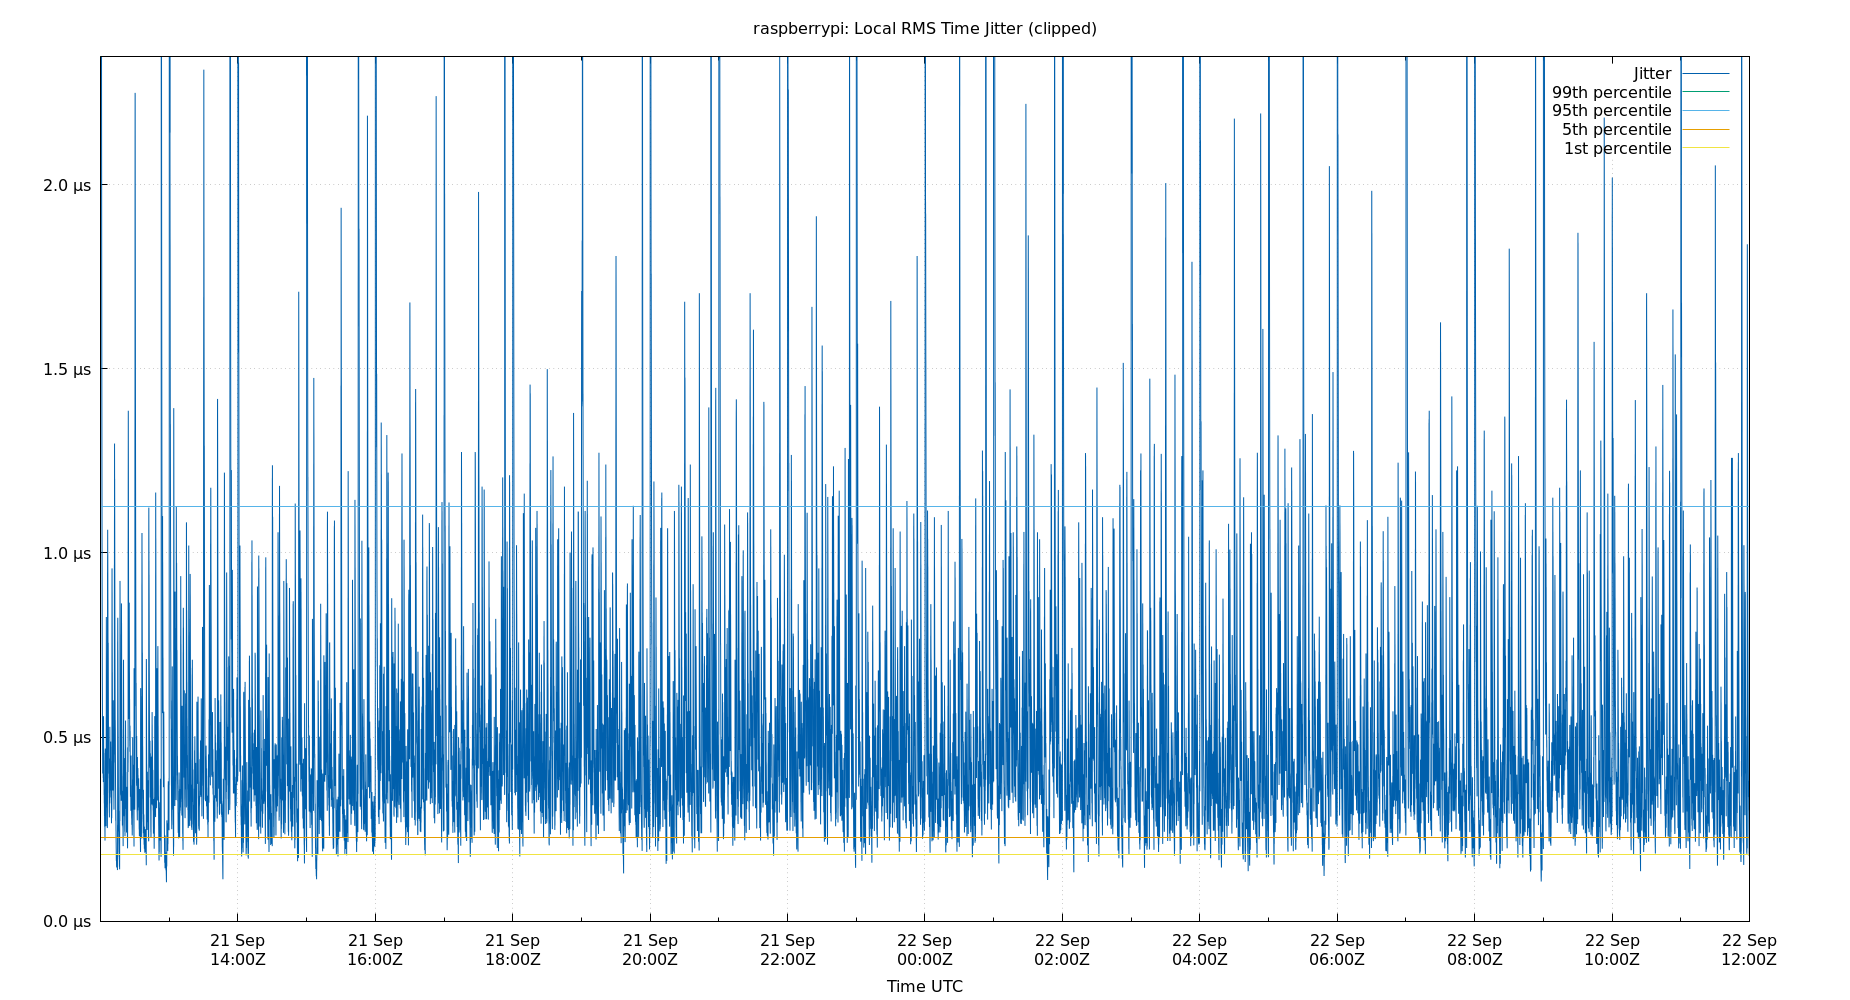 raspberrypi: Local RMS Time Jitter (clipped)
Jitter
99th percentile
95th percentile
5th percentile
1st percentile
2.0 μs
1.5 μs
1.0 μs
0.5 μs
0.0 μs
21 Sep 21 Sep 21 Sep 21 Sep 21 Sep 22 Sep 22 Sep 22 Sep 22 Sep 22 Sep 22 Sep 22 Sep
14:00Z 16:00Z 18:00Z 20:00Z 22:00Z 00:00Z 02:00Z 04:00Z 06:00Z 08:00Z 10:00Z 12:00Z
Time UTC